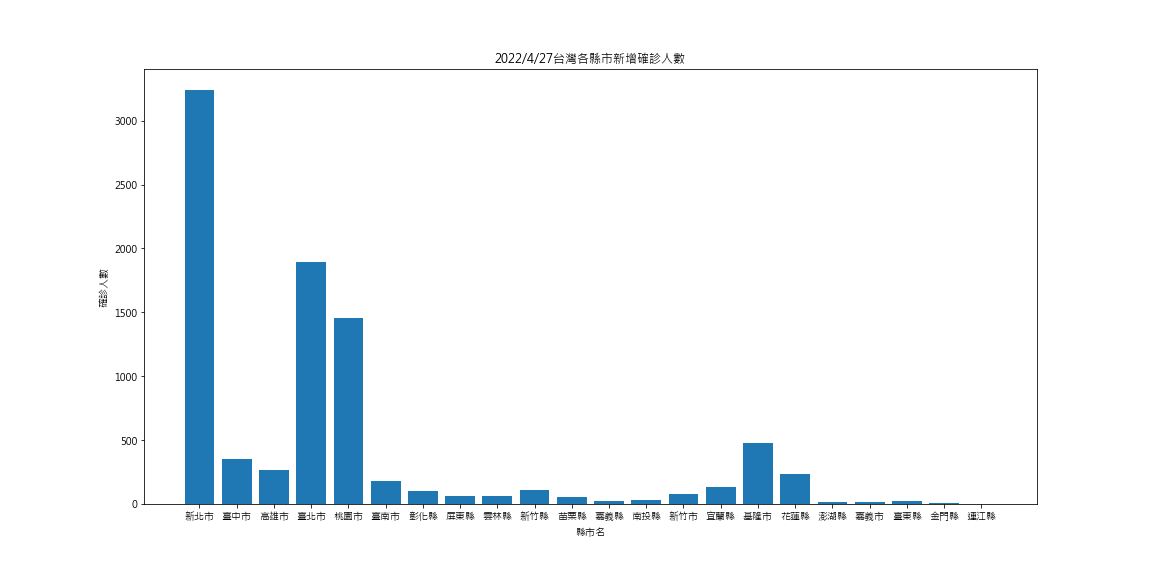 2022/4/27台灣各縣市新增確診人數
確診人數
3000
2500
2000
1500
1000
500
0
新北市 臺中市 高雄市 臺北市 桃園市 臺南市 彰化縣 屏東縣 雲林縣 新竹縣 苗栗縣 嘉義縣 南投縣 新竹市 宜蘭縣 基隆市 花蓮縣 澎湖縣 嘉義市 臺東縣 金門縣 連江縣
縣市名